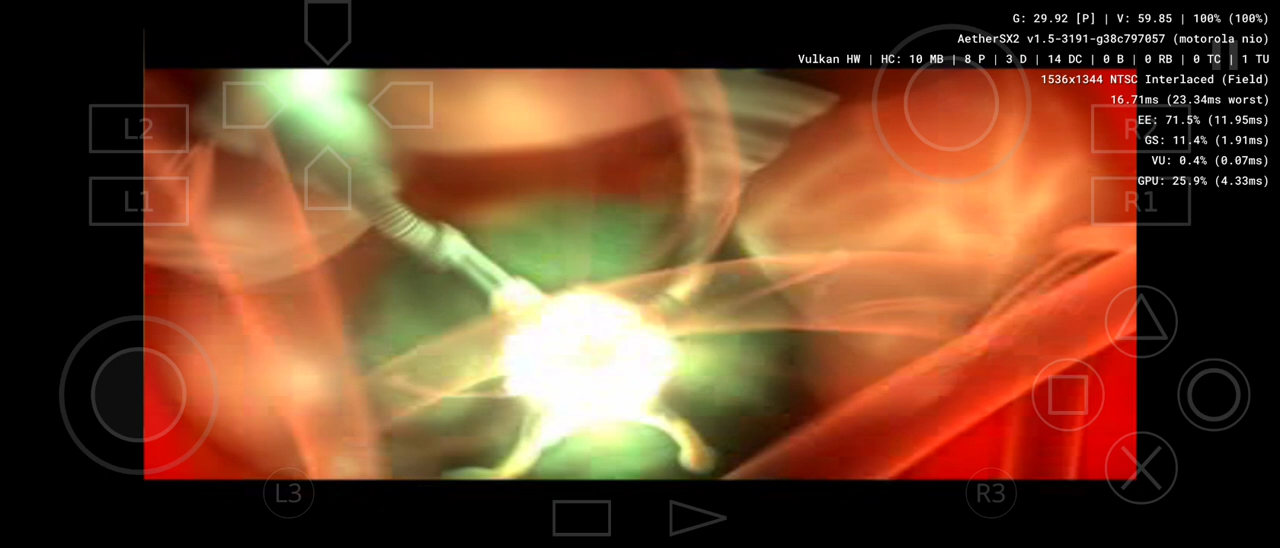 G: 29.92 [P] | V: 59.85 | 100% (100%)
AetherSX2 v1.5-3191-g38c797057 (motorola nio)
Vulkan HW | HC: 10 MB | 8 P | 3 D | 14 DC | 0 B | 0 RB | 0 TC | 1 TU
1536x1344 NTSC Interlaced (Field)
16.71ms (23.34ms worst)
EE: 71.5% (11.95ms)
GS: 11.4% (1.91ms)
VU: 0.4% (0.07ms)
GPU: 25.9% (4.33ms)
L2
R2
L1
R1
L3
R3